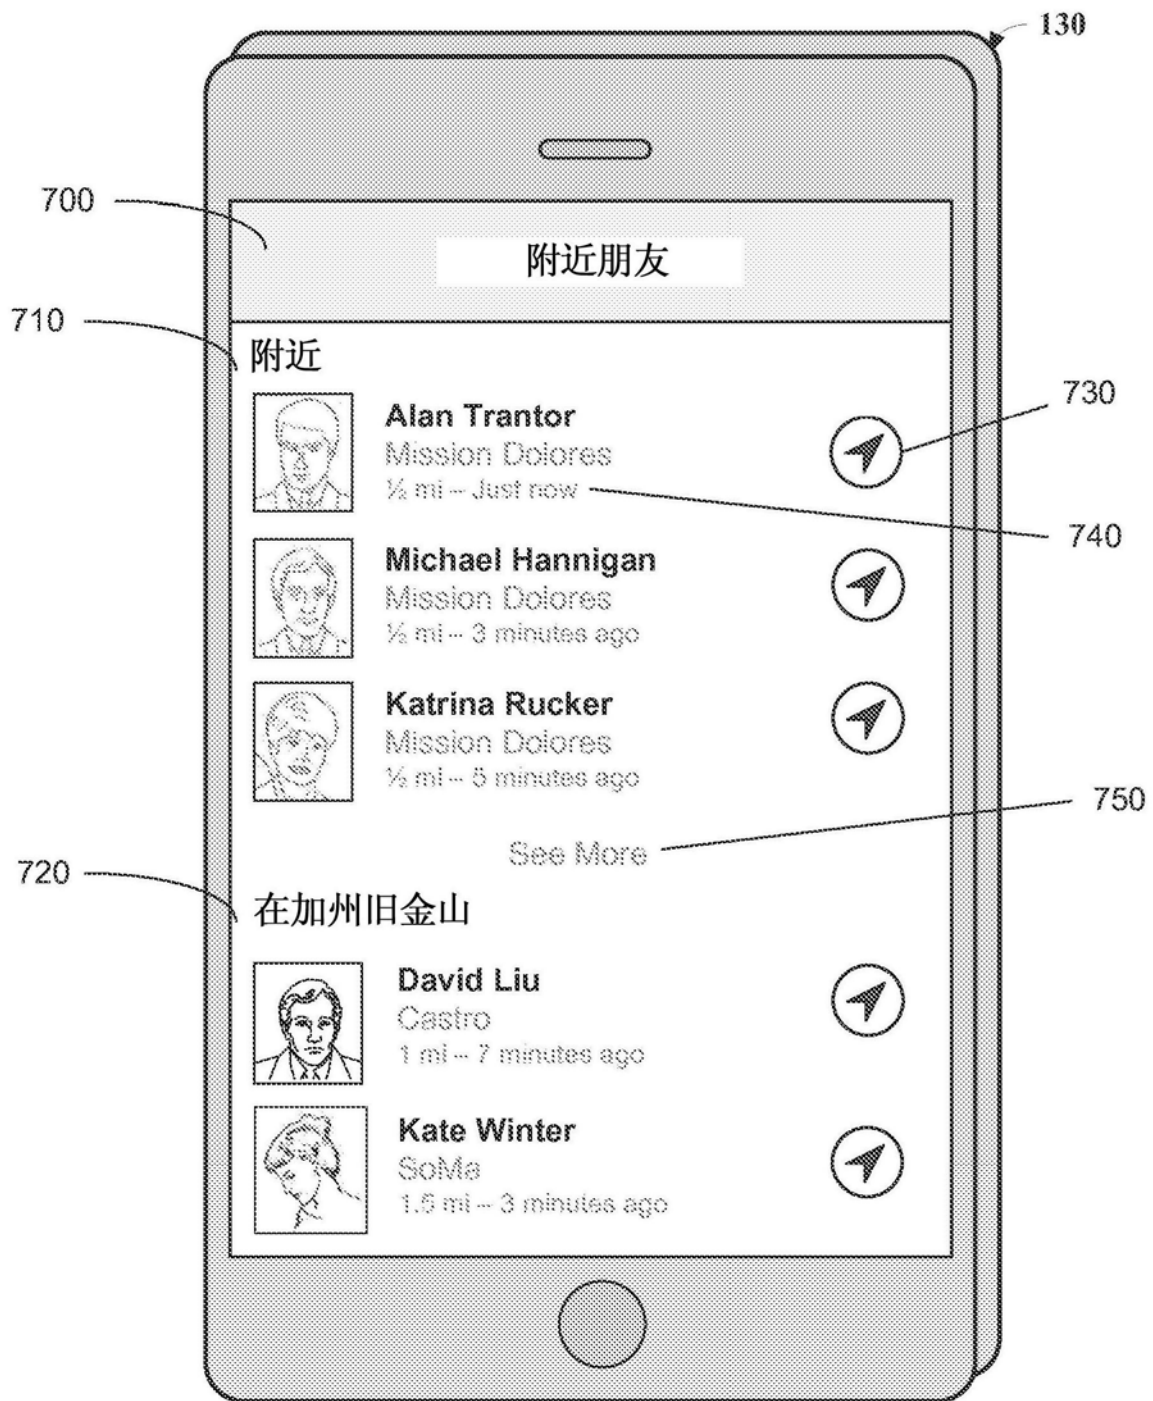 130
700
附近朋友
710
附近
Alan Trantor
Mission Dolores
½ mi – Just now
730
740
Michael Hannigan
Mission Dolores
½ mi – 3 minutes ago
Katrina Rucker
Mission Dolores
½ mi – 5 minutes ago
750
See More
720
在加州旧金山
David Liu
Castro
1 mi – 7 minutes ago
Kate Winter
SoMa
1.5 mi – 3 minutes ago